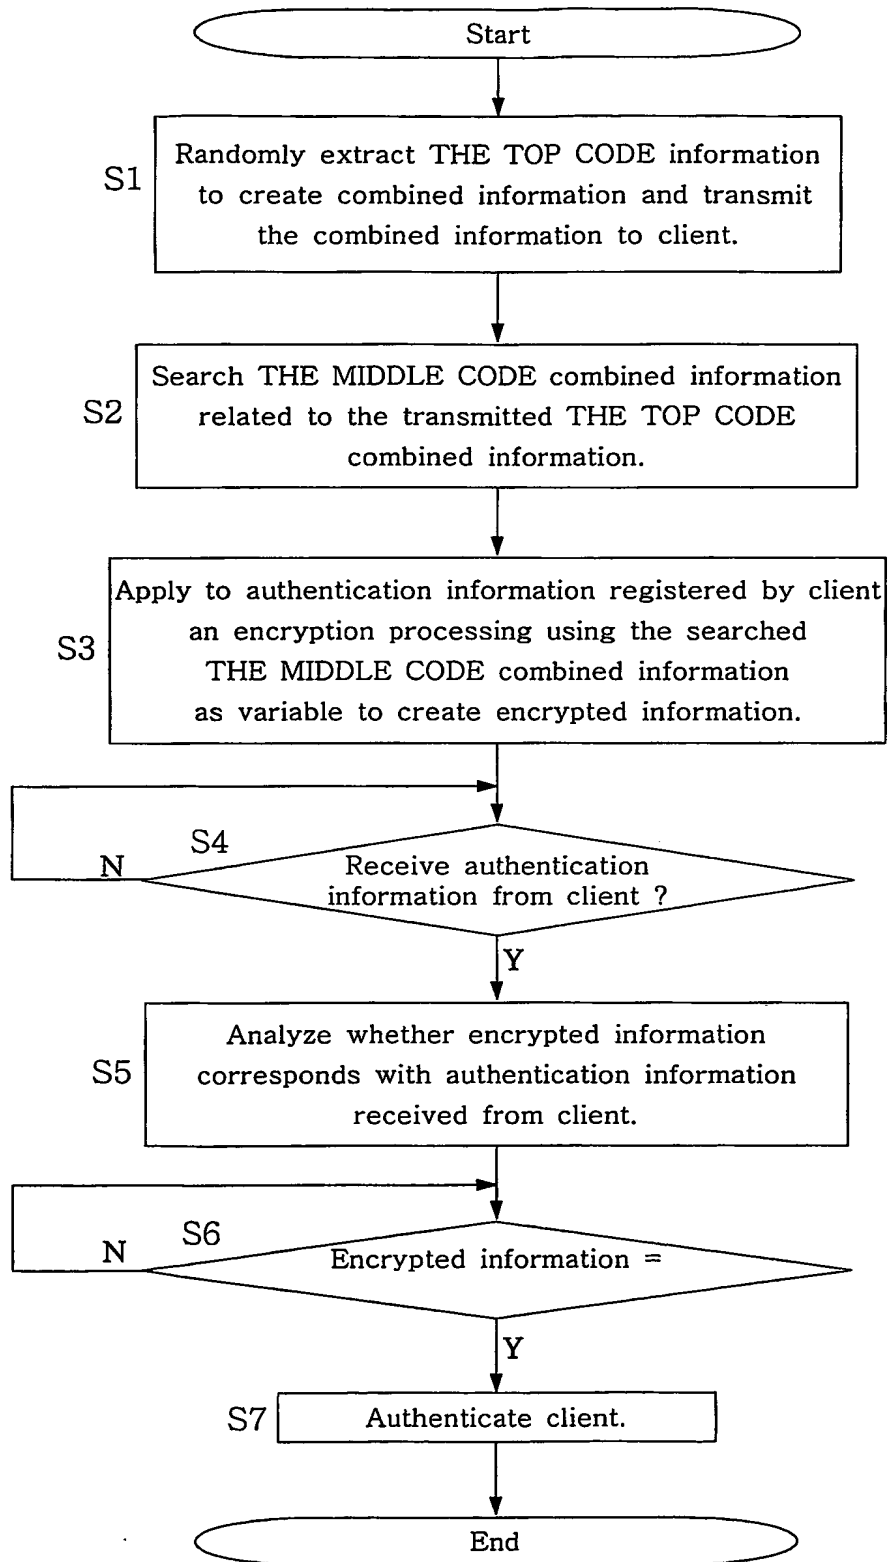 Start
S1
Randomly extract THE TOP CODE information
to create combined information and transmit
the combined information to client.
S2
Search THE MIDDLE CODE combined information
related to the transmitted THE TOP CODE
combined information.
S3
Apply to authentication information registered by client
an encryption processing using the searched
THE MIDDLE CODE combined information
as variable to create encrypted information.
S4
N
Receive authentication
information from client ?
Y
S5
Analyze whether encrypted information
corresponds with authentication information
received from client.
S6
N
Encrypted information =
Y
S7
Authenticate client.
End